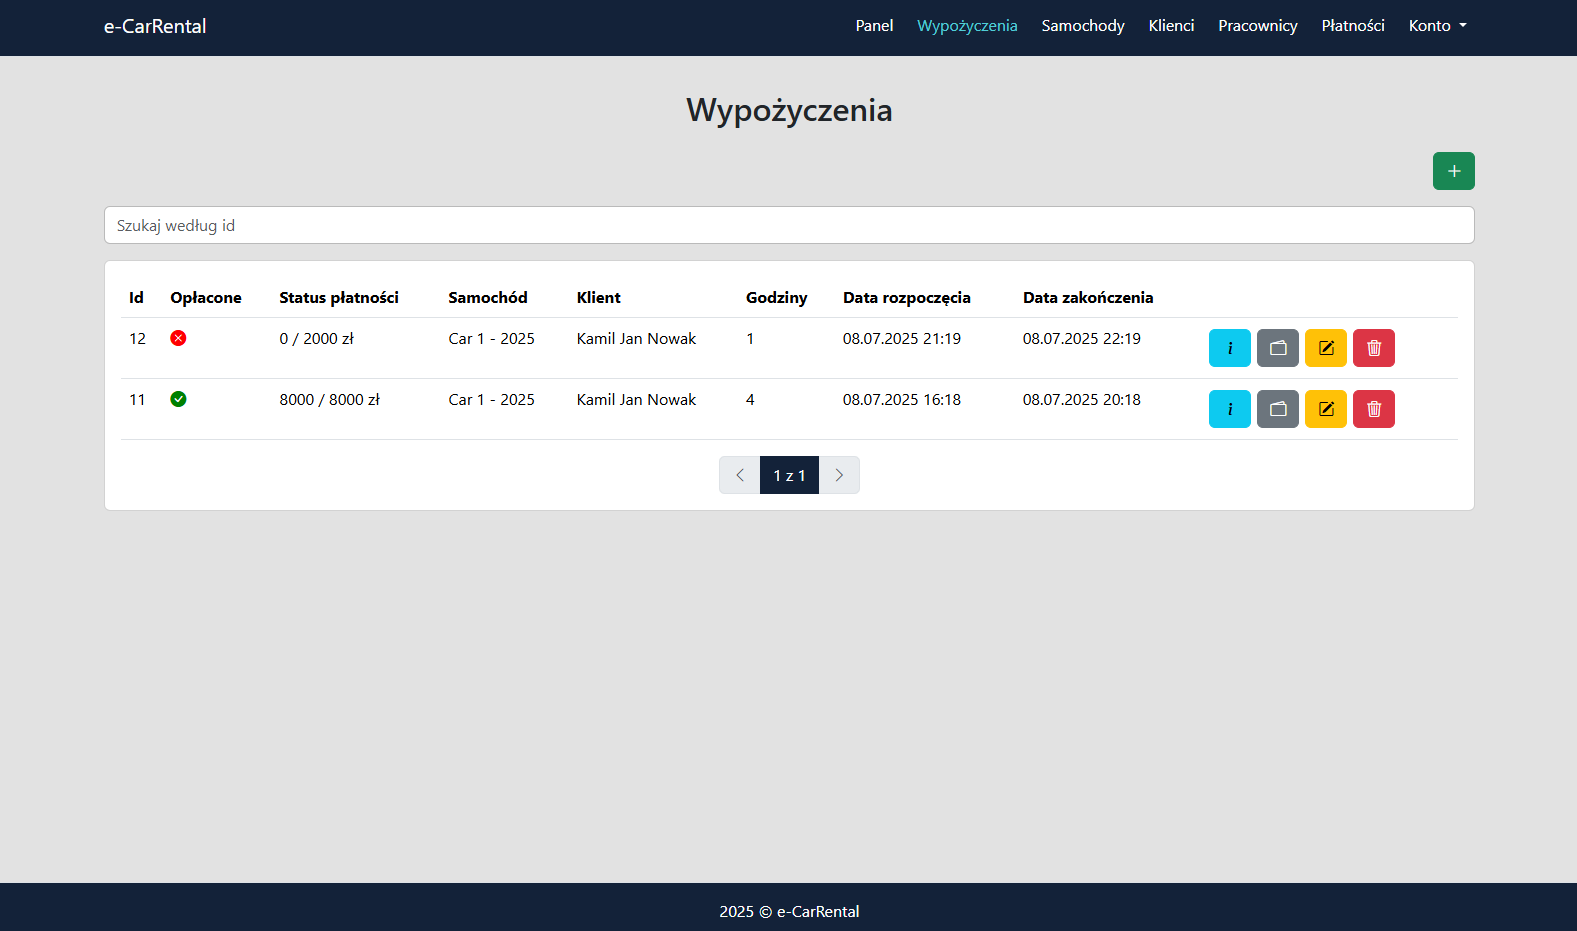 e-CarRental Panel Wypożyczenia Samochody Klienci Pracownicy Płatności Konto
Wypożyczenia
+
Szukaj według id
Id Opłacone Status płatności Samochód Klient Godziny Data rozpoczęcia Data zakończenia
12 0 / 2000 zł Car 1 - 2025 Kamil Jan Nowak 1 08.07.2025 21:19 08.07.2025 22:19 i
11 8000 / 8000 zł Car 1 - 2025 Kamil Jan Nowak 4 08.07.2025 16:18 08.07.2025 20:18 i
1 z 1
2025 © e-CarRental